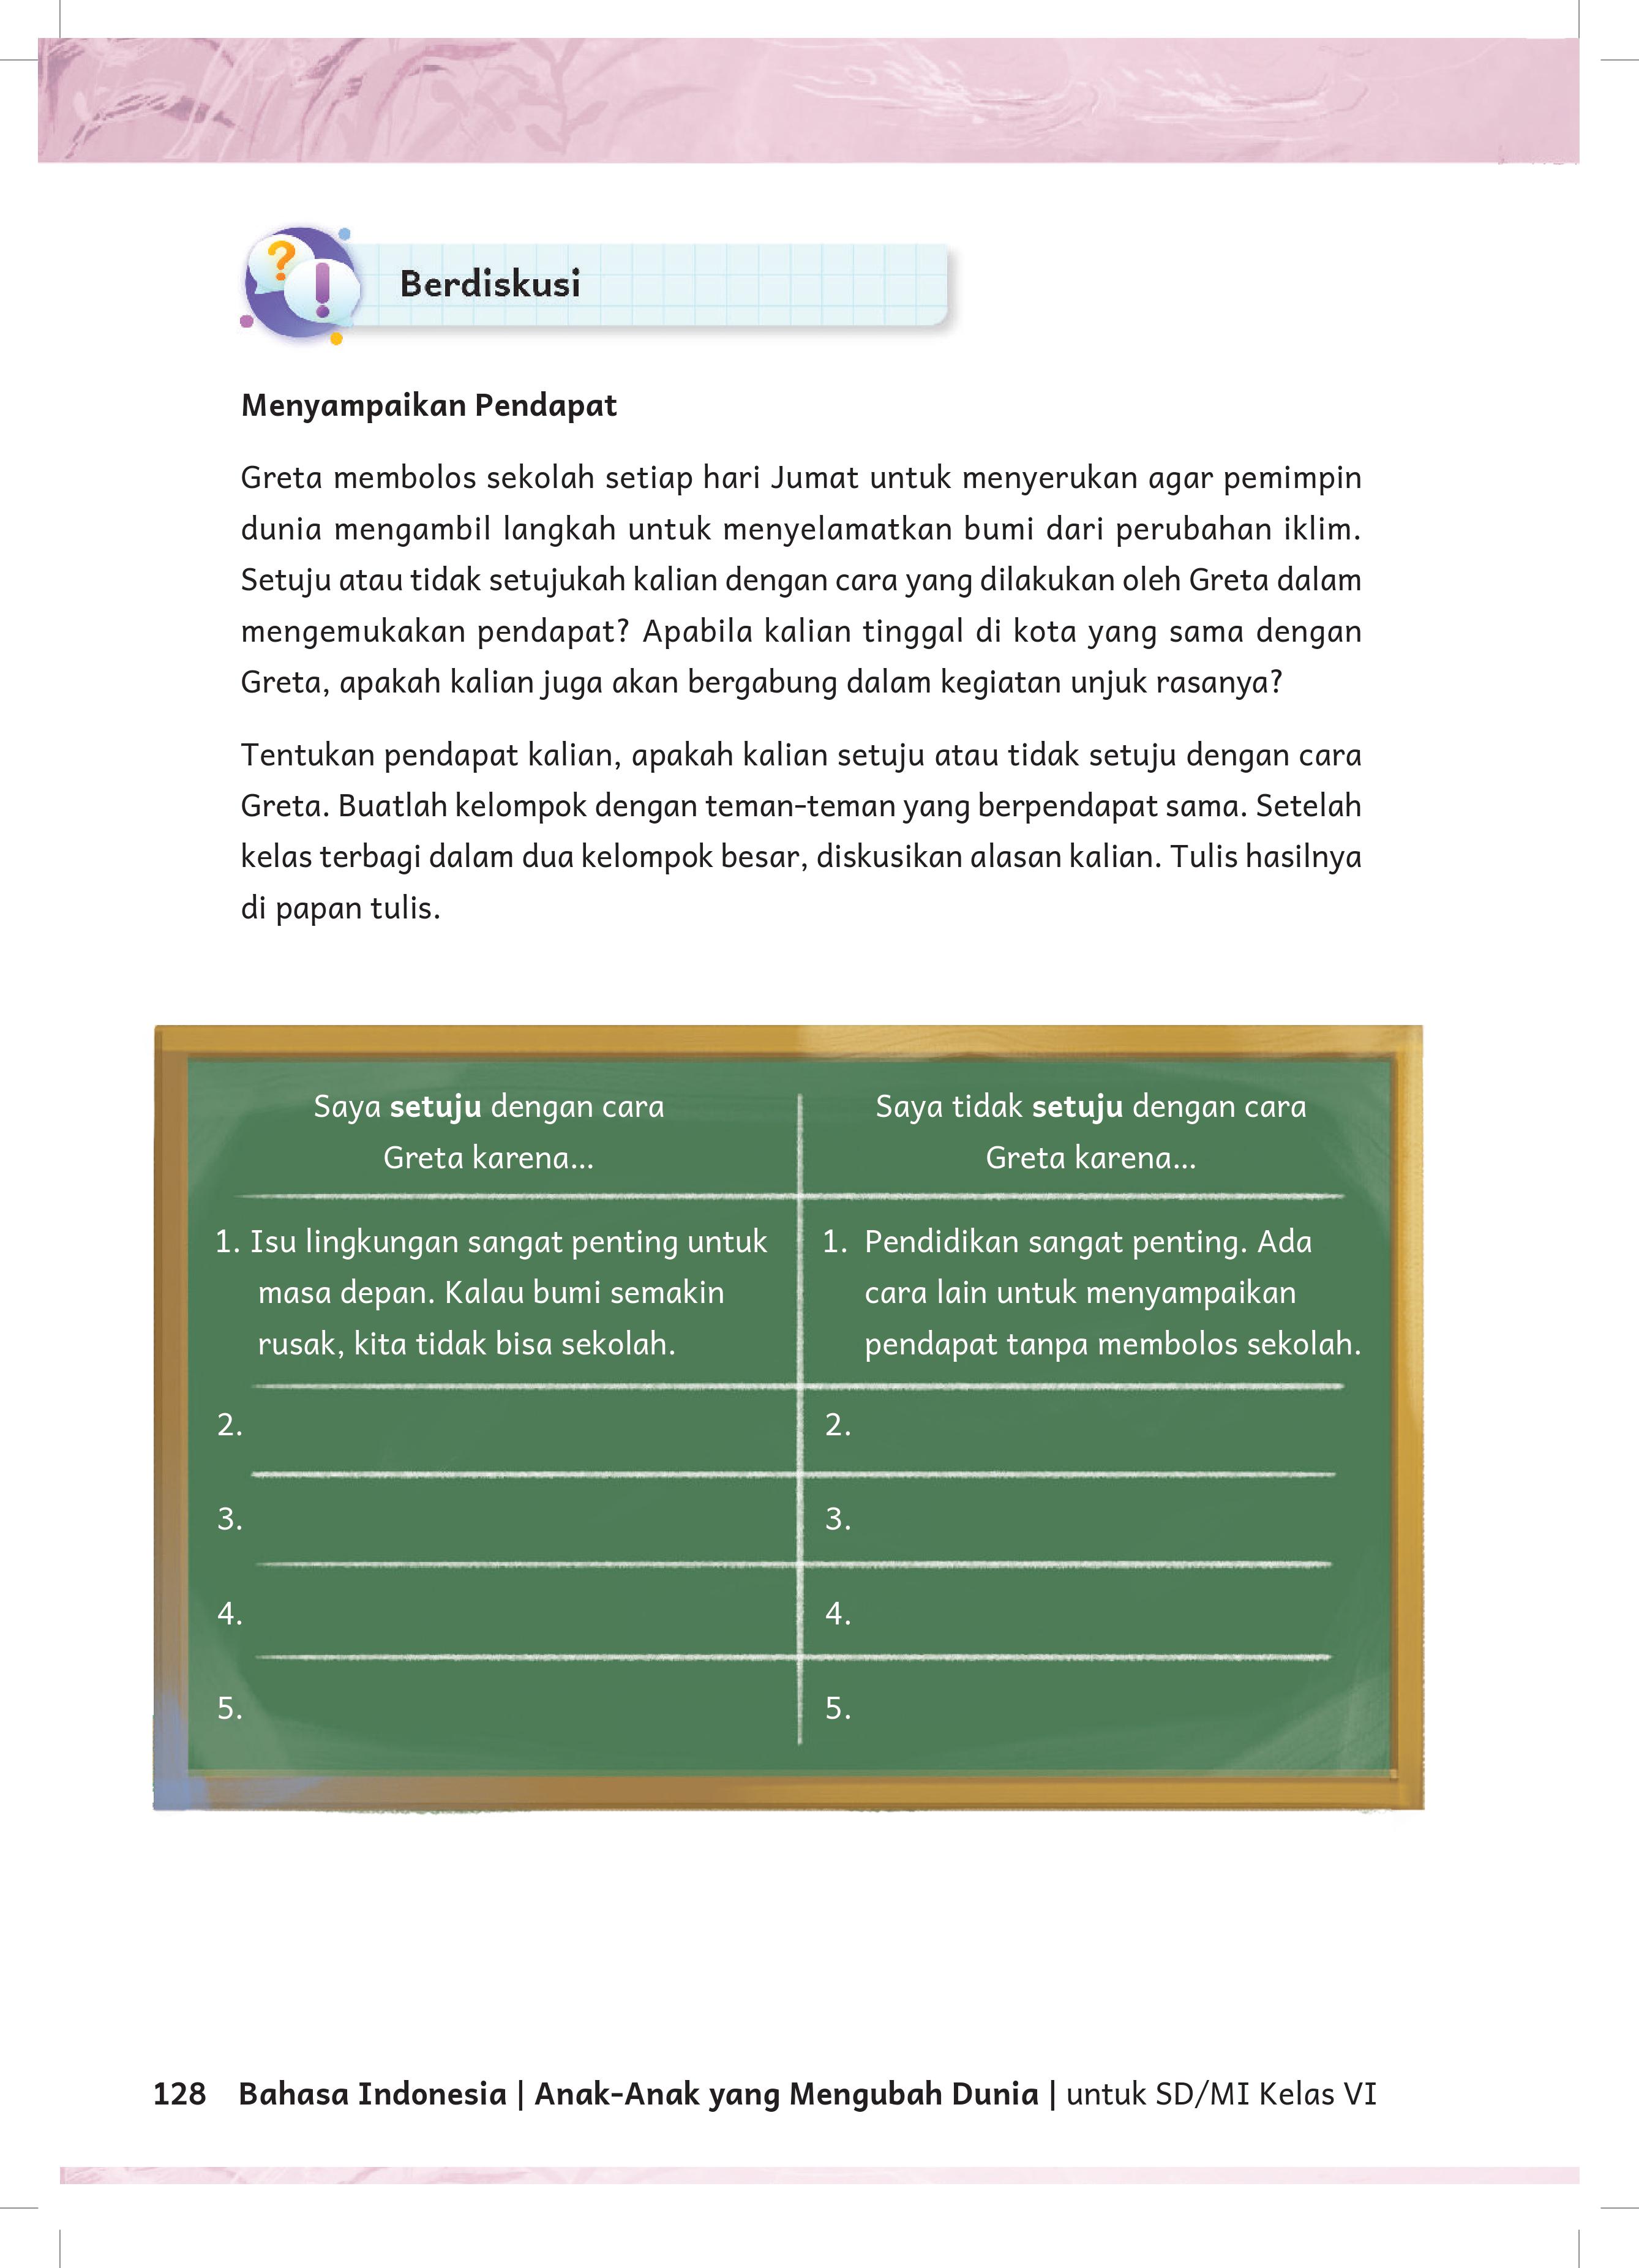 Berdiskusi
Menyampaikan Pendapat
Greta membolos sekolah setiap hari Jumat untuk menyerukan agar pemimpin
dunia mengambil langkah untuk menyelamatkan bumi dari perubahan iklim.
Setuju atau tidak setujukah kalian dengan cara yang dilakukan oleh Greta dalam
mengemukakan pendapat? Apabila kalian tinggal di kota yang sama dengan
Greta, apakah kalian juga akan bergabung dalam kegiatan unjuk rasanya?
Tentukan pendapat kalian, apakah kalian setuju atau tidak setuju dengan cara
Greta. Buatlah kelompok dengan teman-teman yang berpendapat sama. Setelah
kelas terbagi dalam dua kelompok besar, diskusikan alasan kalian. Tulis hasilnya
di papan tulis.
Saya setuju dengan cara
Greta karena...
1. Isu lingkungan sangat penting untuk
masa depan. Kalau bumi semakin
rusak, kita tidak bisa sekolah.
2.
3.
4.
5.
Saya tidak setuju dengan cara
Greta karena...
1. Pendidikan sangat penting. Ada
cara lain untuk menyampaikan
pendapat tanpa membolos sekolah.
2.
3.
4.
5.
128 Bahasa Indonesia | Anak-Anak yang Mengubah Dunia | untuk SD/MI Kelas VI